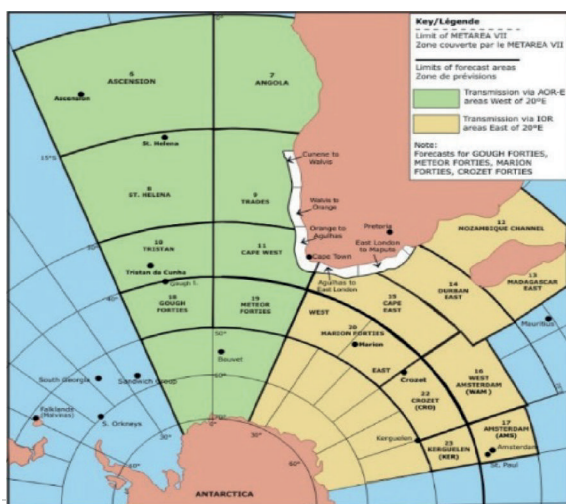 Key/Légende
Limit of METAREA VII
Zone couverte par le METAREA VII
Limits of forecast areas
Zone de prévisions
Transmission via AOR-E
areas West of 20°E
Transmission via IOR
areas East of 20°E
Note:
Forecasts for GOUGH FORTIES,
METEOR FORTIES, MARION
FORTIES, CROZET FORTIES
6
ASCENSION
Ascension
7
ANGOLA
15°S
St. Helena
Cunene to
Walvis
8
ST. HELENA
9
TRADES
Walvis to
Orange
Orange to
Agulhas
Pretoria
East London
to Maputo
12
MOZAMBIQUE CHANNEL
13
MADAGASCAR
EAST
10
TRISTAN
Tristan da Cunha
11
CAPE WEST
Cape Town
Agulhas to
East London
14
DURBAN
EAST
15
CAPE
EAST
Gough I.
18
GOUGH
FORTIES
19
METEOR
FORTIES
WEST
20
MARION FORTIES
Marion
Mauritius
50°
Bouvet
EAST
Crozet
16
WEST
AMSTERDAM
(WAM)
22
CROZET
(CRO)
South Georgia
Sandwich Group
Falklands
(Malvinas)
S. Orkneys
Kerguelen
23
KERGUELEN
(KER)
17
AMSTERDAM
(AMS)
Amsterdam
St. Paul
30°
0°
30°
60°
ANTARCTICA